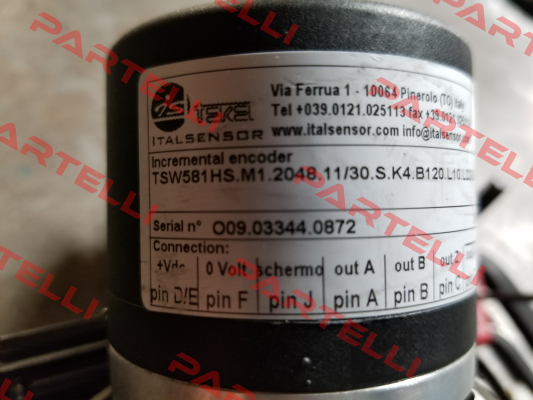 Via Ferrua 1 - 10064 Pinerolo (TO) Italy
TEKEL Tel +039.0121.025113 fax +39.0121
ITALSENSOR www.italsensor.com info@italsensor
Incremental encoder
TSW581HS.M1.2048.11/30.S.K4.B120.L10
Serial n° O09.03344.0872
Connection:
+Vdc 0 Volt schermo out A out B out
pin D/E pin F pin J pin A pin B pin C
PARTELLI
PARTELLI
PARTELLI
PARTELLI
PARTELLI